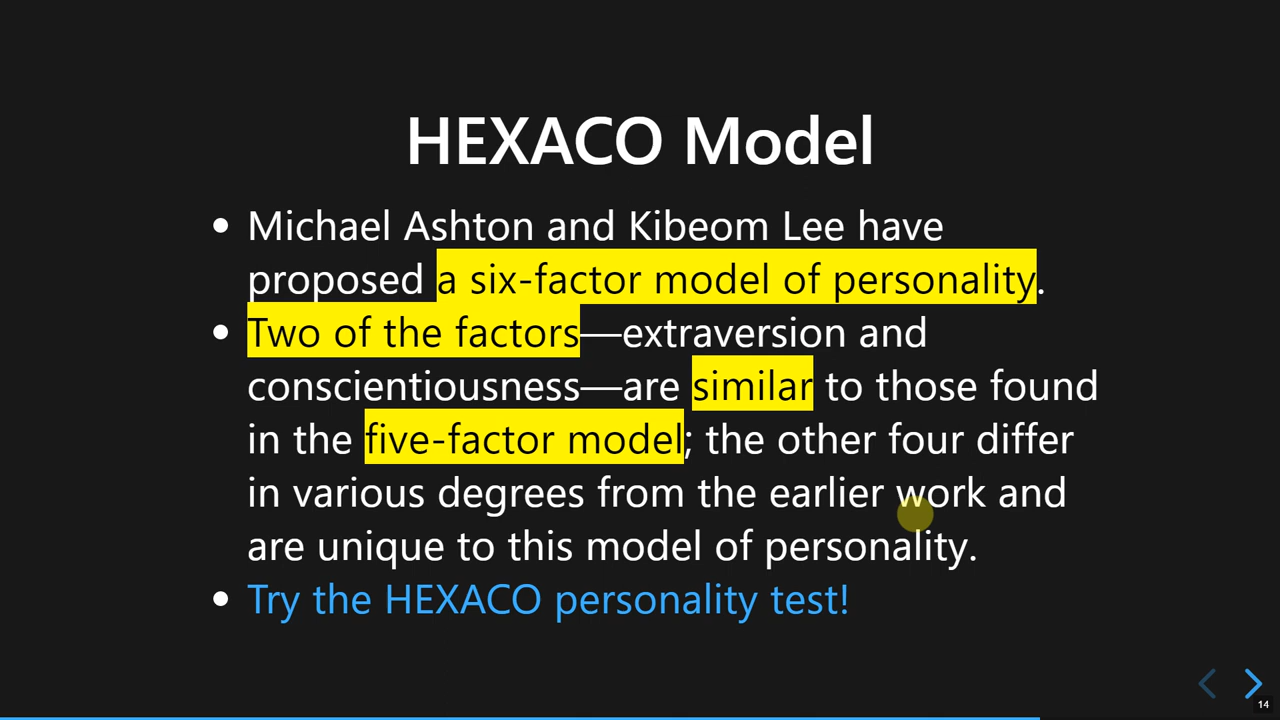 HEXACO Model
• Michael Ashton and Kibeom Lee have
proposed a six-factor model of personality.
• Two of the factors—extraversion and
conscientiousness—are similar to those found
in the five-factor model; the other four differ
in various degrees from the earlier work and
are unique to this model of personality.
• Try the HEXACO personality test!
14